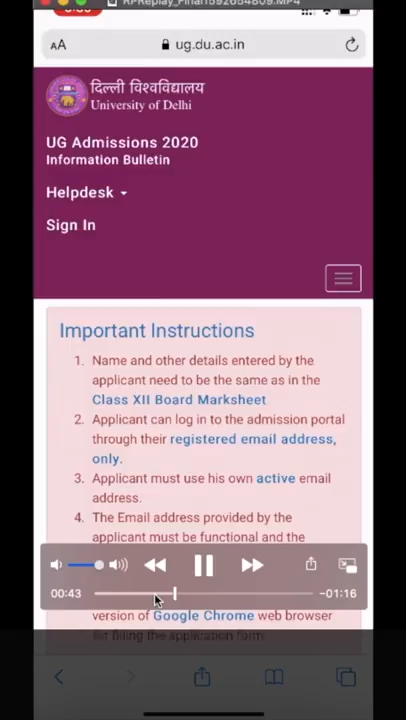 RPReplay_Final1592654809.MP4
AA ug.du.ac.in
दिल्ली विश्वविद्यालय
University of Delhi
UG Admissions 2020
Information Bulletin
Helpdesk
Sign In
Important Instructions
1. Name and other details entered by the
applicant need to be the same as in the
Class XII Board Marksheet
2. Applicant can log in to the admission portal
through their registered email address,
only.
3. Applicant must use his own active email
address.
4. The Email address provided by the
applicant must be functional and the
00:43 -01:16
version of Google Chrome web browser
for filling the application form